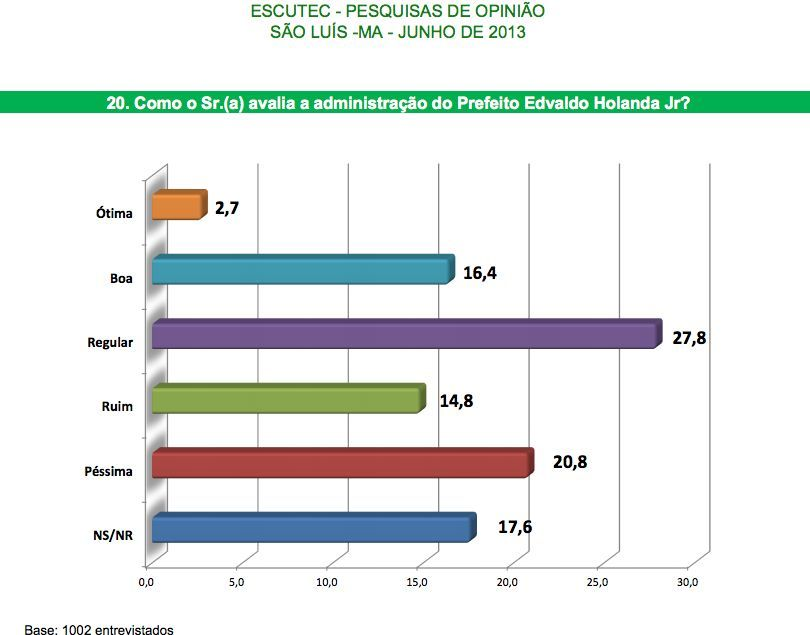 ESCUTEC - PESQUISAS DE OPINIÃO
SÃO LUÍS -MA - JUNHO DE 2013
20. Como o Sr.(a) avalia a administração do Prefeito Edvaldo Holanda Jr?
Ótima 2,7
Boa 16,4
Regular 27,8
Ruim 14,8
Péssima 20,8
NS/NR 17,6
0,0 5,0 10,0 15,0 20,0 25,0 30,0
Base: 1002 entrevistados